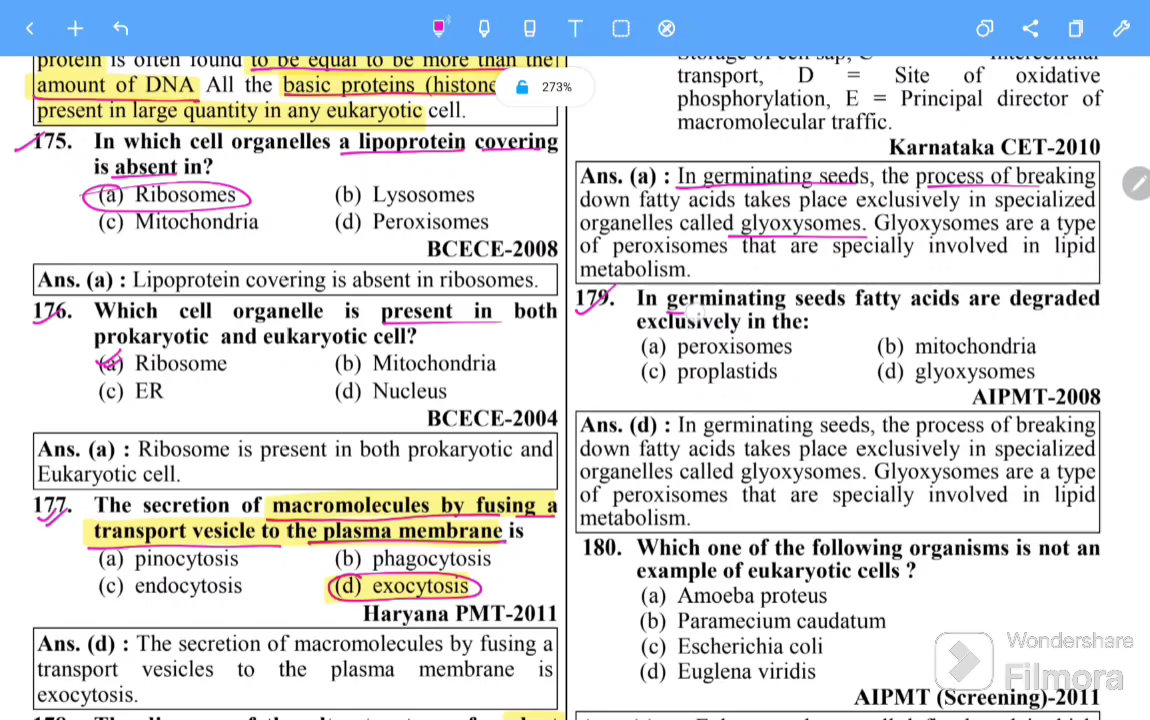 273%
protein is often found to be equal to be more than the
amount of DNA All the basic proteins (histone
present in large quantity in any eukaryotic cell.
175. In which cell organelles a lipoprotein covering
is absent in?
(a) Ribosomes (b) Lysosomes
(c) Mitochondria (d) Peroxisomes
BCECE-2008
Ans. (a) : Lipoprotein covering is absent in ribosomes.
176. Which cell organelle is present in both
prokaryotic and eukaryotic cell?
(a) Ribosome (b) Mitochondria
(c) ER (d) Nucleus
BCECE-2004
Ans. (a) : Ribosome is present in both prokaryotic and
Eukaryotic cell.
177. The secretion of macromolecules by fusing a
transport vesicle to the plasma membrane is
(a) pinocytosis (b) phagocytosis
(c) endocytosis (d) exocytosis
Haryana PMT-2011
Ans. (d) : The secretion of macromolecules by fusing a
transport vesicles to the plasma membrane is
exocytosis.
transport, D = Site of oxidative
phosphorylation, E = Principal director of
macromolecular traffic.
Karnataka CET-2010
Ans. (a) : In germinating seeds, the process of breaking
down fatty acids takes place exclusively in specialized
organelles called glyoxysomes. Glyoxysomes are a type
of peroxisomes that are specially involved in lipid
metabolism.
179. In germinating seeds fatty acids are degraded
exclusively in the:
(a) peroxisomes (b) mitochondria
(c) proplastids (d) glyoxysomes
AIPMT-2008
Ans. (d) : In germinating seeds, the process of breaking
down fatty acids takes place exclusively in specialized
organelles called glyoxysomes. Glyoxysomes are a type
of peroxisomes that are specially involved in lipid
metabolism.
180. Which one of the following organisms is not an
example of eukaryotic cells ?
(a) Amoeba proteus
(b) Paramecium caudatum
(c) Escherichia coli
(d) Euglena viridis
AIPMT (Screening)-2011
Wondershare
Filmora